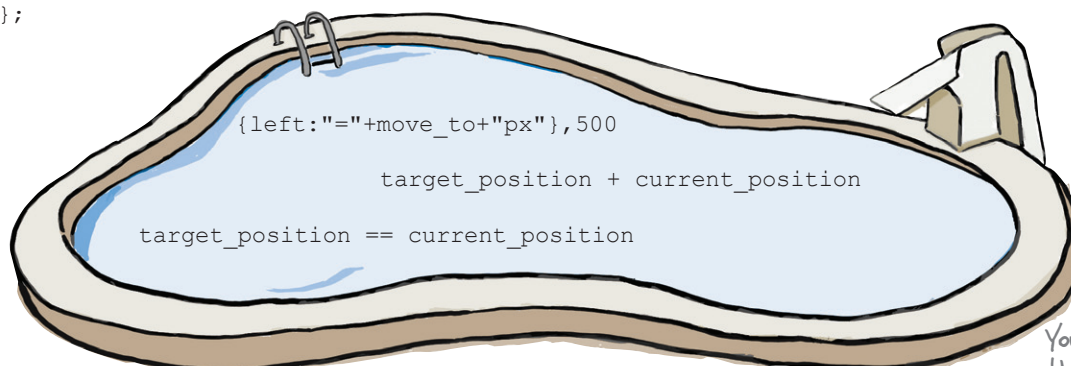 };
{left:"="+move_to+"px"},500
target_position + current_position
target_position == current_position